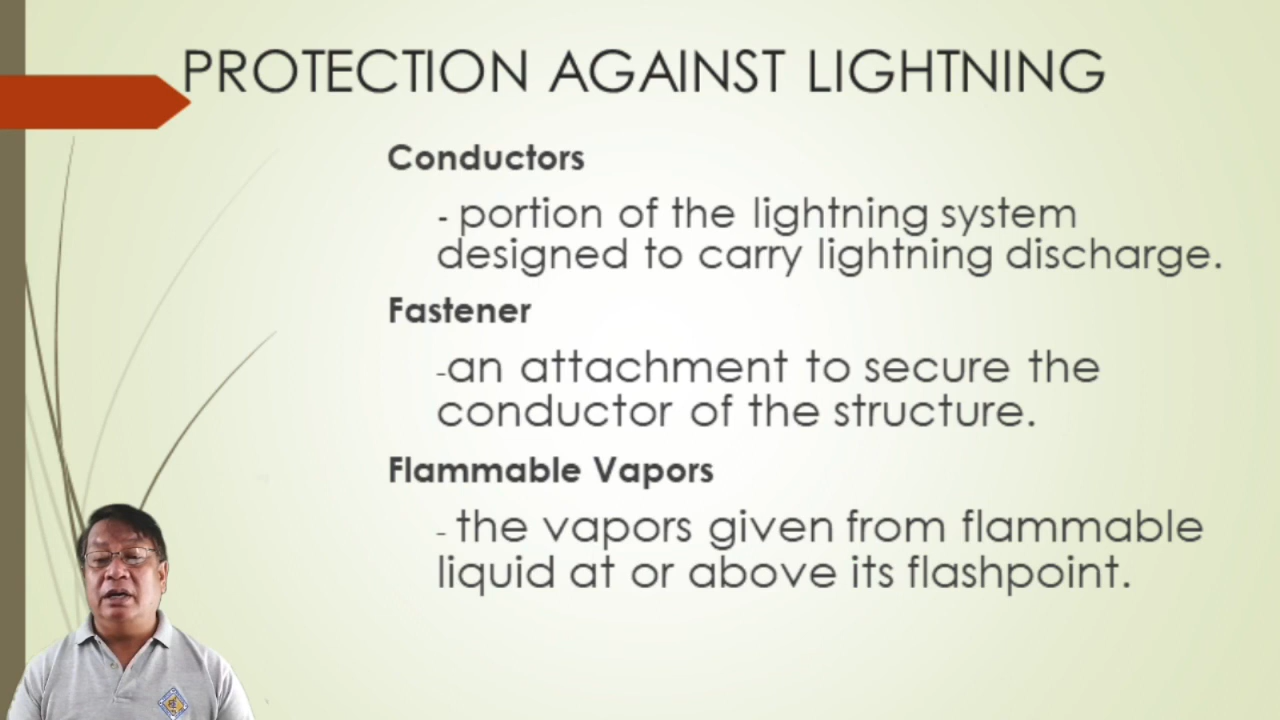 PROTECTION AGAINST LIGHTNING
Conductors
- portion of the lightning system
designed to carry lightning discharge.
Fastener
-an attachment to secure the
conductor of the structure.
Flammable Vapors
- the vapors given from flammable
liquid at or above its flashpoint.